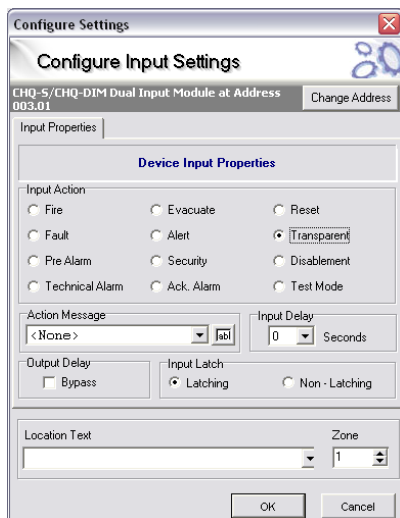 Configure Settings
Configure Input Settings
CHQ-S/CHQ-DIM Dual Input Module at Address
003.01
Change Address
Input Properties
Device Input Properties
Input Action
Fire
Evacuate
Reset
Fault
Alert
Transparent
Pre Alarm
Security
Disablement
Technical Alarm
Ack. Alarm
Test Mode
Action Message
Input Delay
<None>
abl
0
Seconds
Output Delay
Input Latch
Bypass
Latching
Non - Latching
Location Text
Zone
1
OK
Cancel